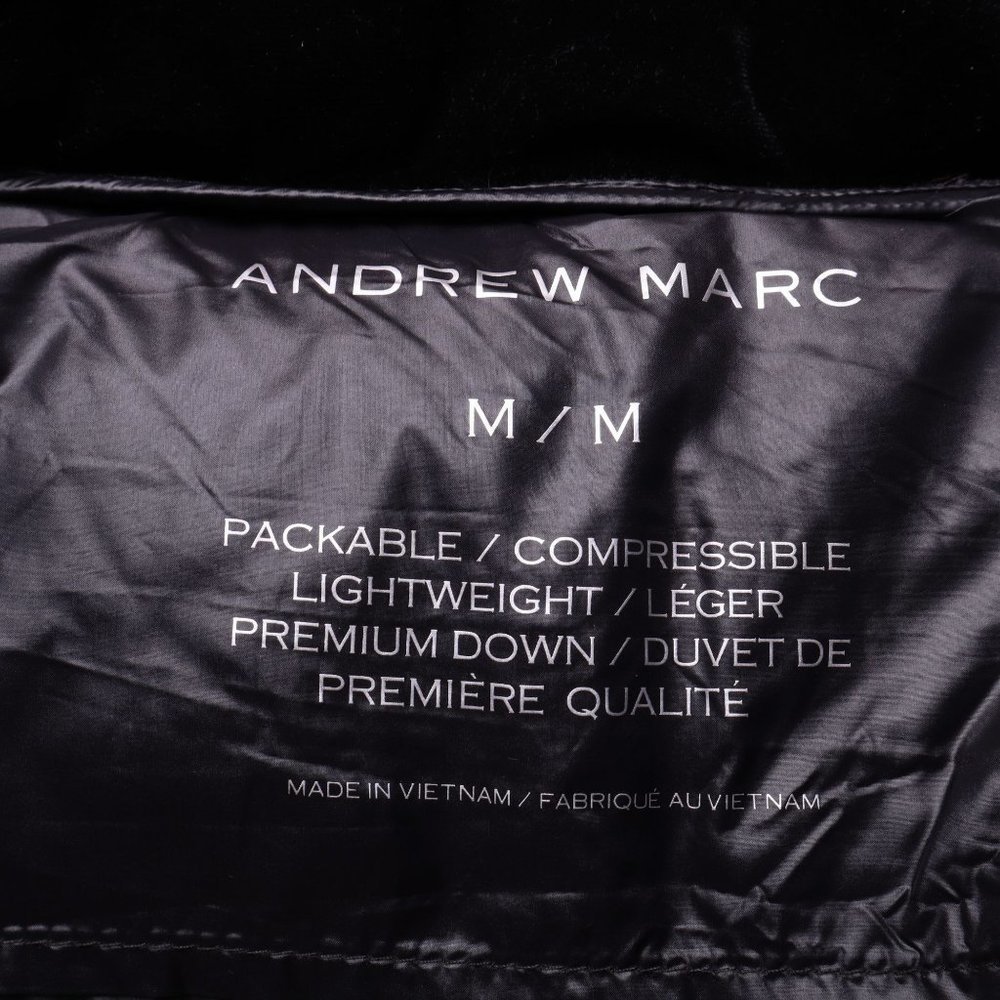 ANDREW MARC
M / M
PACKABLE / COMPRESSIBLE
LIGHTWEIGHT / LÉGER
PREMIUM DOWN / DUVET DE
PREMIÈRE QUALITÉ
MADE IN VIETNAM / FABRIQUÉ AU VIETNAM